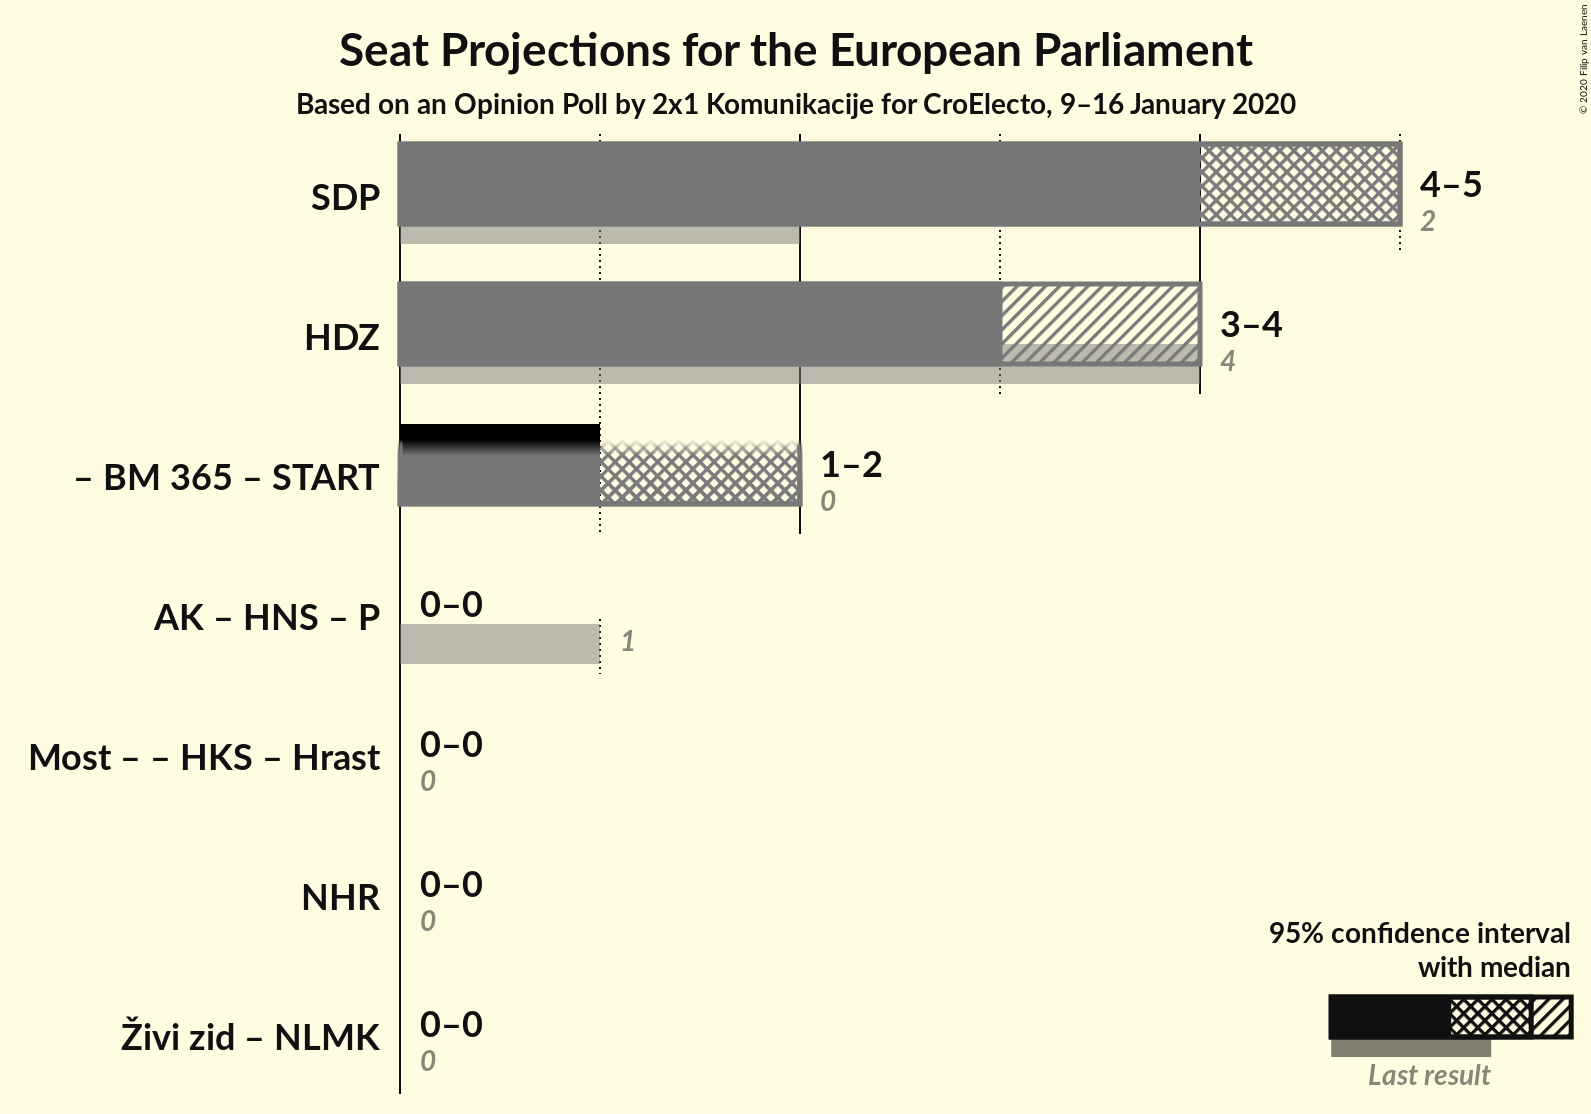 Seat Projections for the European Parliament
Based on an Opinion Poll by 2x1 Komunikacije for CroElecto, 9–16 January 2020
© 2020 Filip van Laenen
SDP
4–5
2
HDZ
3–4
4
– BM 365 – START
1–2
0
AK – HNS – P
0–0
1
Most – – HKS – Hrast
0–0
0
NHR
0–0
0
Živi zid – NLMK
0–0
0
95% confidence interval
with median
Last result